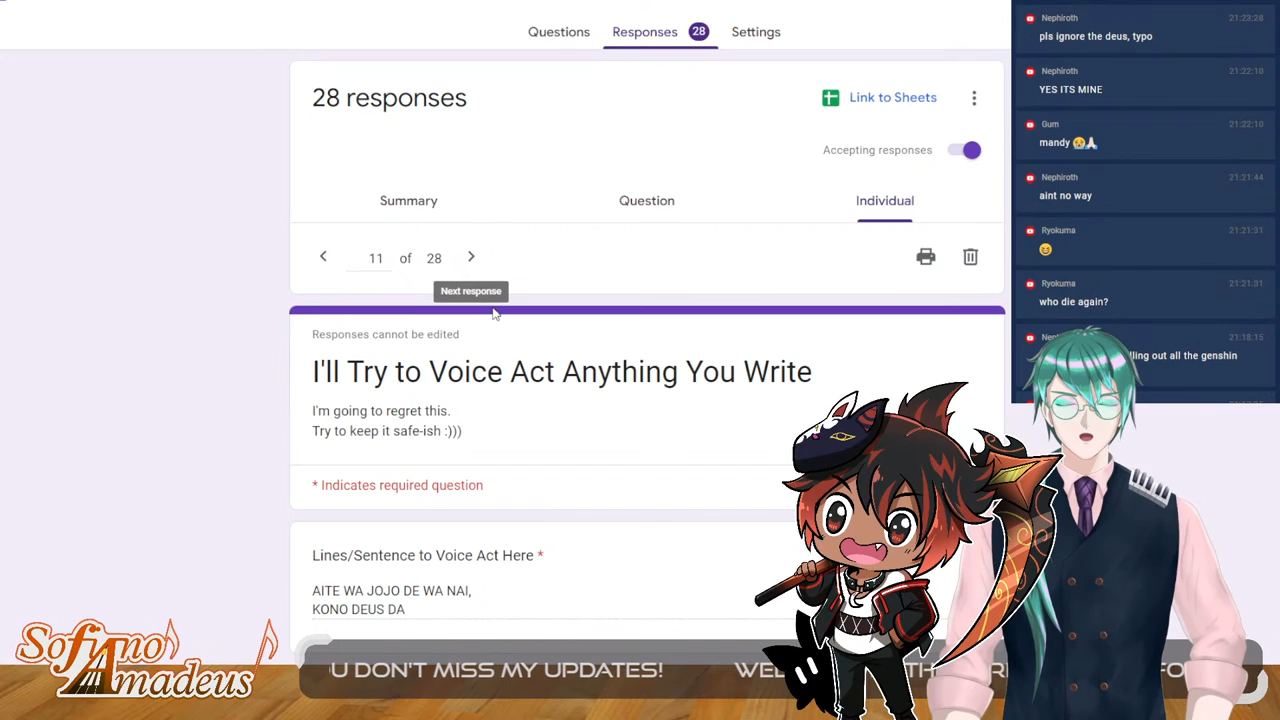 Questions
Responses 28
Settings
28 responses
Link to Sheets
Accepting responses
Summary
Question
Individual
11 of 28
Next response
Responses cannot be edited
I'll Try to Voice Act Anything You Write
I'm going to regret this.
Try to keep it safe-ish :)))
* Indicates required question
Lines/Sentence to Voice Act Here *
AITE WA JOJO DE WA NAI,
KONO DEUS DA
Nephiroth 21:23:28
pls ignore the deus, typo
Nephiroth 21:22:10
YES ITS MINE
Gum 21:22:10
mandy 😢🙏🏻
Nephiroth 21:21:44
aint no way
Ryokuma 21:21:31
😆
Ryokuma 21:21:31
who die again?
21:18:15
out all the genshin
Sofiano
Amadeus
U DON'T MISS MY UPDATES!